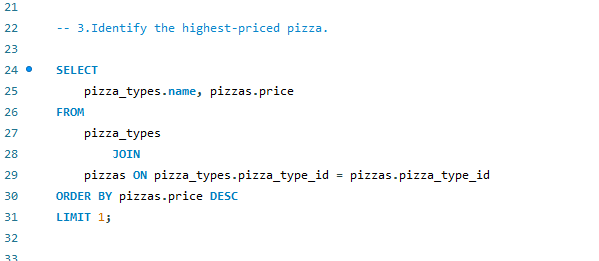 21
22 -- 3.Identify the highest-priced pizza.
23
24 SELECT
25 pizza_types.name, pizzas.price
26 FROM
27 pizza_types
28 JOIN
29 pizzas ON pizza_types.pizza_type_id = pizzas.pizza_type_id
30 ORDER BY pizzas.price DESC
31 LIMIT 1;
32
33